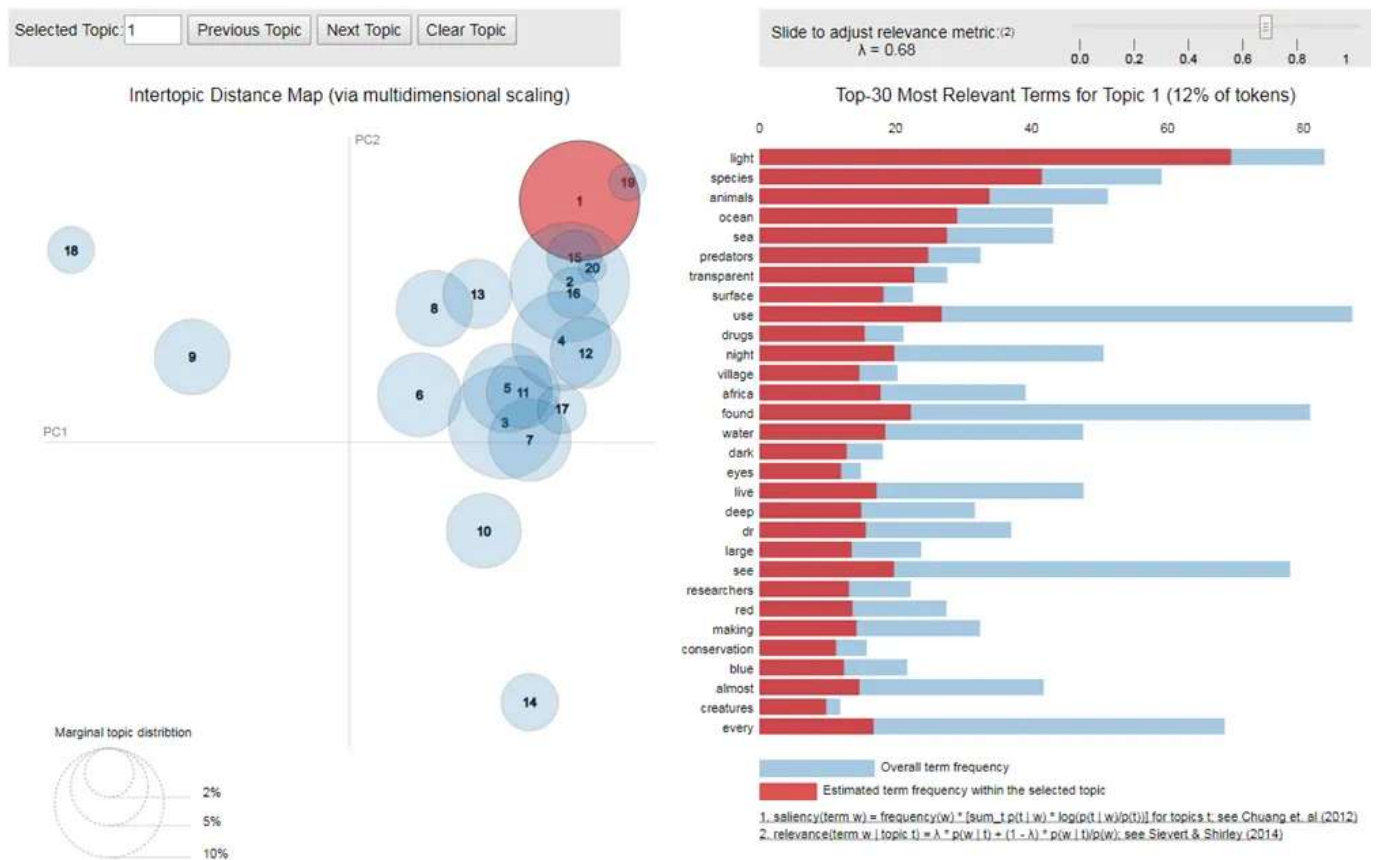 Selected Topic: 1 Previous Topic Next Topic Clear Topic
Slide to adjust relevance metric:(2)
λ = 0.68
0.0 0.2 0.4 0.6 0.8 1
Intertopic Distance Map (via multidimensional scaling)
PC2
PC1
1
19
18
15
20
2
16
13
8
4
12
9
5
11
6
17
3
7
10
14
Marginal topic distribtion
2%
5%
10%
Top-30 Most Relevant Terms for Topic 1 (12% of tokens)
0 20 40 60 80
light
species
animals
ocean
sea
predators
transparent
surface
use
drugs
night
village
africa
found
water
dark
eyes
live
deep
dr
large
see
researchers
red
making
conservation
blue
almost
creatures
every
Overall term frequency
Estimated term frequency within the selected topic
1. saliency(term w) = frequency(w) * [sum_t p(t | w) * log(p(t | w)/p(t))] for topics t; see Chuang et. al (2012)
2. relevance(term w | topic t) = λ * p(w | t) + (1 - λ) * p(w | t)/p(w); see Sievert & Shirley (2014)